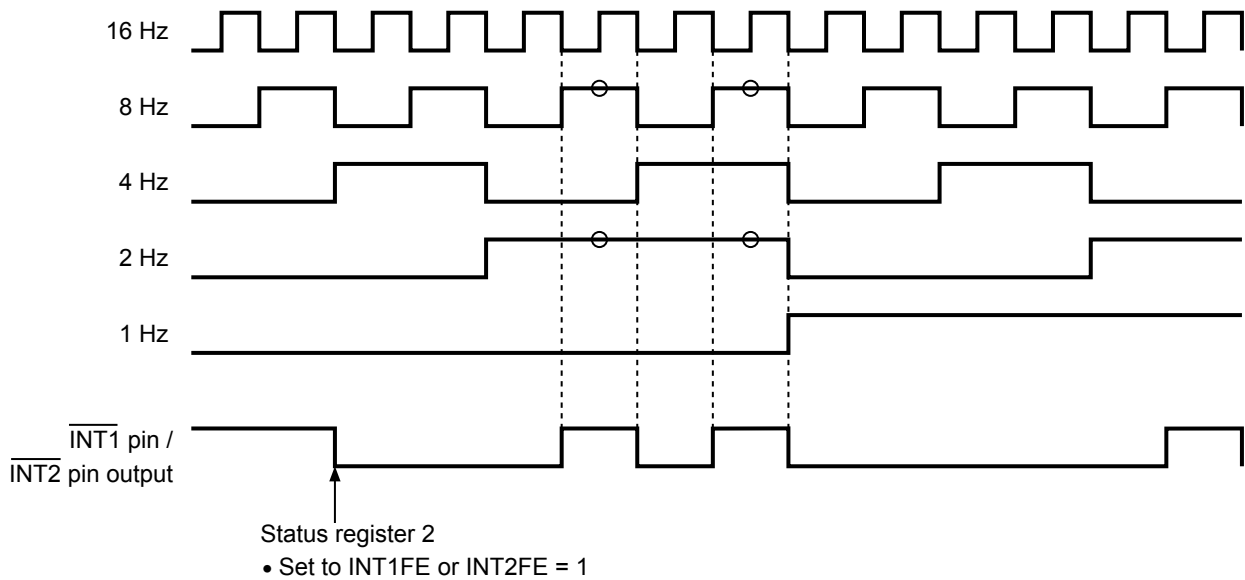 16 Hz
8 Hz
4 Hz
2 Hz
1 Hz
INT1 pin /
INT2 pin output
Status register 2
• Set to INT1FE or INT2FE = 1